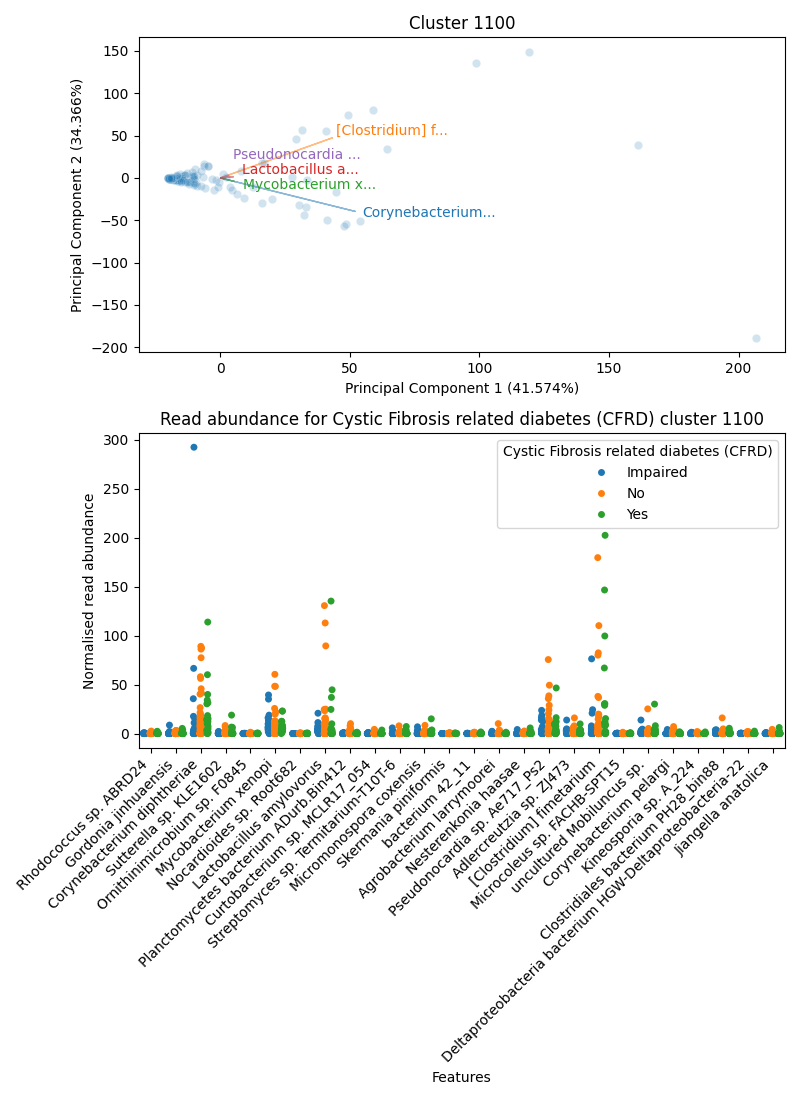 Cluster 1100
150
100
50
0
−50
−100
−150
−200
Principal Component 2 (34.366%)
[Clostridium] f...
Pseudonocardia ...
Lactobacillus a...
Mycobacterium x...
Corynebacterium...
0
50
100
150
200
Principal Component 1 (41.574%)
Read abundance for Cystic Fibrosis related diabetes (CFRD) cluster 1100
300
250
200
150
100
50
0
Normalised read abundance
Cystic Fibrosis related diabetes (CFRD)
Impaired
No
Yes
Rhodococcus sp. ABRD24
Gordonia jinhuaensis
Corynebacterium diphtheriae
Sutterella sp. KLE1602
Ornithinimicrobium sp. F0845
Mycobacterium xenopi
Nocardioides sp. Root682
Lactobacillus amylovorus
Planctomycetes bacterium ADurb.Bin412
Curtobacterium sp. MCLR17_054
Streptomyces sp. Termitarium-T10T-6
Micromonospora coxensis
Skermania piniformis
bacterium 42_11
Agrobacterium larrymoorei
Nesterenkonia haasae
Pseudonocardia sp. Ae717_Ps2
Adlercreutzia sp. ZJ473
[Clostridium] fimetarium
Microcoleus sp. FACHB-SPT15
uncultured Mobiluncus sp.
Corynebacterium pelargi
Kineosporia sp. A_224
Clostridiales bacterium PH28_bin88
Deltaproteobacteria bacterium HGW-Deltaproteobacteria-22
Jiangella anatolica
Features